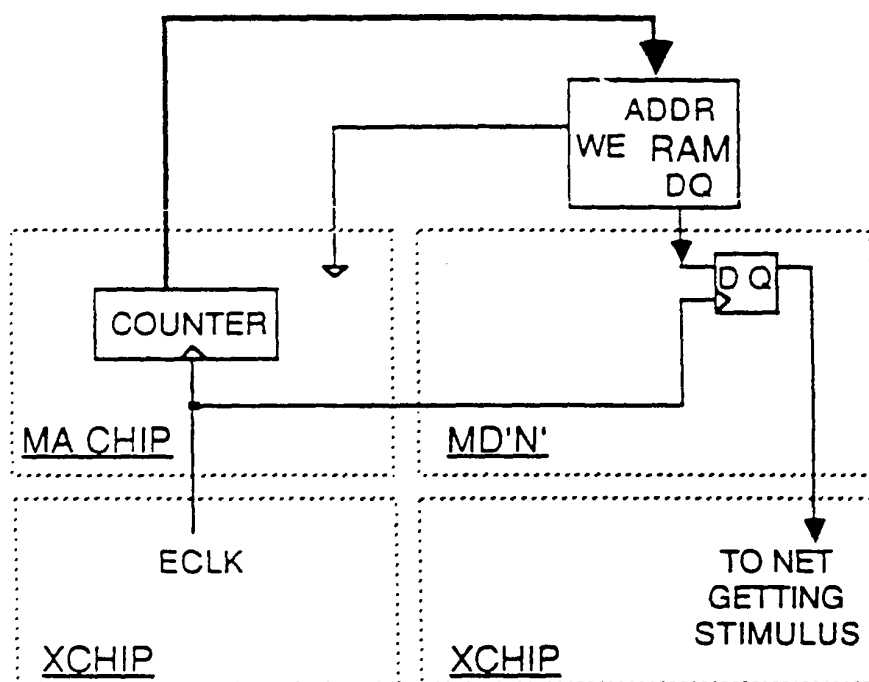 ADDR
WE RAM
DQ
D Q
COUNTER
MA CHIP
MD'N'
ECLK
TO NET
GETTING
STIMULUS
XCHIP
XCHIP